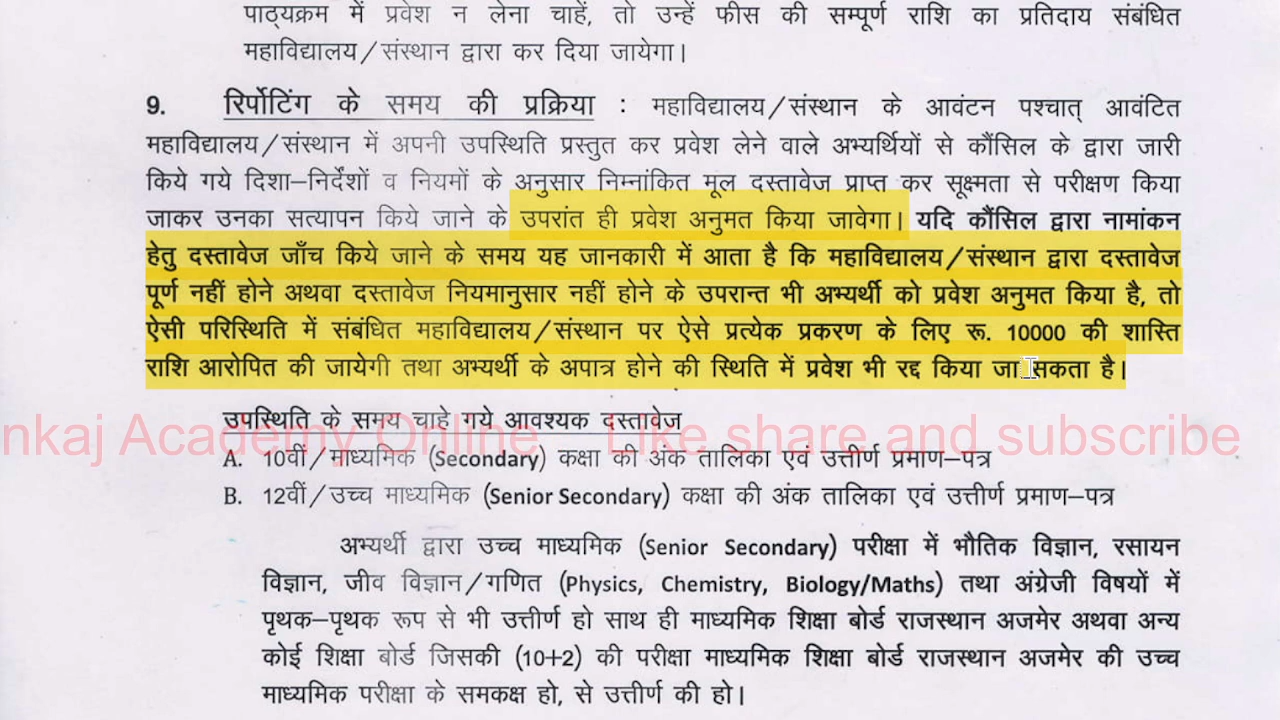 पाठ्यक्रम में प्रवेश न लेना चाहें, तो उन्हें फीस की सम्पूर्ण राशि का प्रतिदाय संबंधित
महाविद्यालय/संस्थान द्वारा कर दिया जायेगा।
9. रिर्पोटिंग के समय की प्रक्रिया : महाविद्यालय/संस्थान के आवंटन पश्चात् आवंटित
महाविद्यालय/संस्थान में अपनी उपस्थिति प्रस्तुत कर प्रवेश लेने वाले अभ्यर्थियों से कौंसिल के द्वारा जारी
किये गये दिशा–निर्देशों व नियमों के अनुसार निम्नांकित मूल दस्तावेज प्राप्त कर सूक्ष्मता से परीक्षण किया
जाकर उनका सत्यापन किये जाने के उपरांत ही प्रवेश अनुमत किया जावेगा। यदि कौंसिल द्वारा नामांकन
हेतु दस्तावेज जाँच किये जाने के समय यह जानकारी में आता है कि महाविद्यालय/संस्थान द्वारा दस्तावेज
पूर्ण नहीं होने अथवा दस्तावेज नियमानुसार नहीं होने के उपरान्त भी अभ्यर्थी को प्रवेश अनुमत किया है, तो
ऐसी परिस्थिति में संबंधित महाविद्यालय/संस्थान पर ऐसे प्रत्येक प्रकरण के लिए रू. 10000 की शास्ति
राशि आरोपित की जायेगी तथा अभ्यर्थी के अपात्र होने की स्थिति में प्रवेश भी रद्द किया जा सकता है।
उपस्थिति के समय चाहे गये आवश्यक दस्तावेज
nkaj Academy Online Like share and subscribe
A. 10वीं/माध्यमिक (Secondary) कक्षा की अंक तालिका एवं उत्तीर्ण प्रमाण–पत्र
B. 12वीं/उच्च माध्यमिक (Senior Secondary) कक्षा की अंक तालिका एवं उत्तीर्ण प्रमाण–पत्र
अभ्यर्थी द्वारा उच्च माध्यमिक (Senior Secondary) परीक्षा में भौतिक विज्ञान, रसायन
विज्ञान, जीव विज्ञान/गणित (Physics, Chemistry, Biology/Maths) तथा अंग्रेजी विषयों में
पृथक–पृथक रूप से भी उत्तीर्ण हो साथ ही माध्यमिक शिक्षा बोर्ड राजस्थान अजमेर अथवा अन्य
कोई शिक्षा बोर्ड जिसकी (10+2) की परीक्षा माध्यमिक शिक्षा बोर्ड राजस्थान अजमेर की उच्च
माध्यमिक परीक्षा के समकक्ष हो, से उत्तीर्ण की हो।